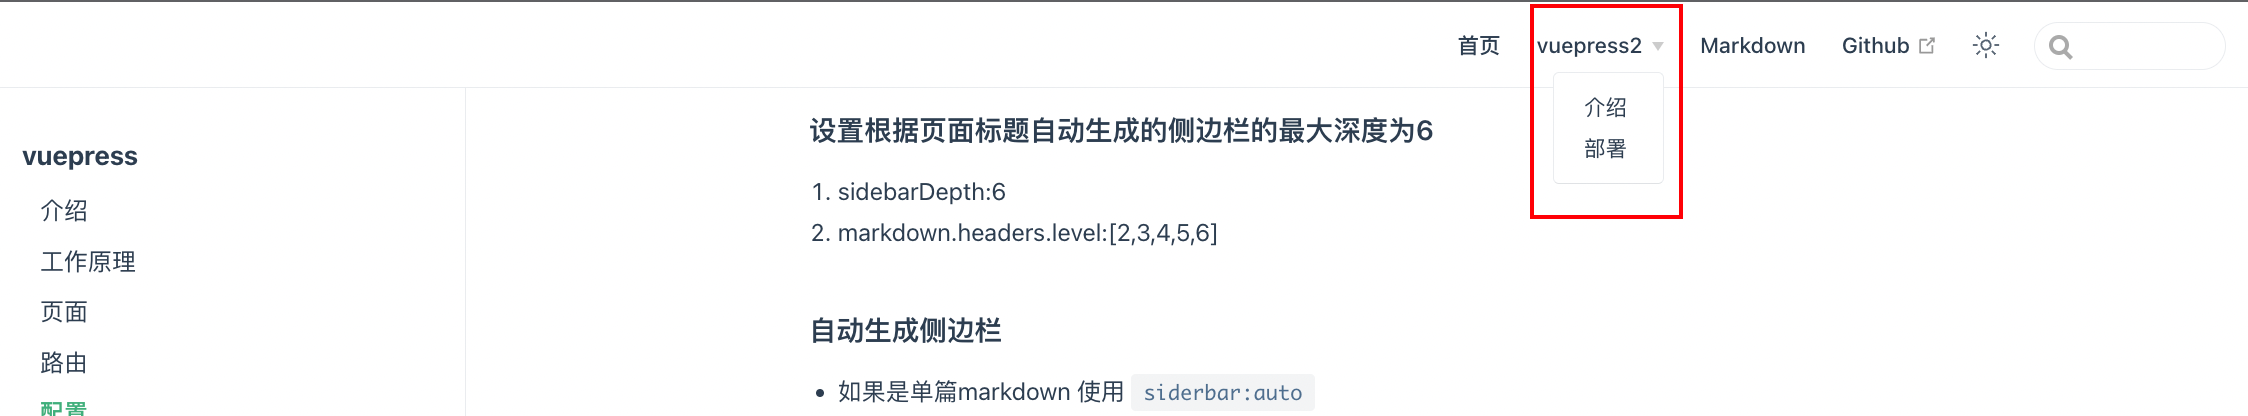 首页 vuepress2 Markdown Github
介绍
部署
vuepress
介绍
工作原理
页面
路由
配置
设置根据页面标题自动生成的侧边栏的最大深度为6
1. sidebarDepth:6
2. markdown.headers.level:[2,3,4,5,6]
自动生成侧边栏
• 如果是单篇markdown 使用 siderbar:auto